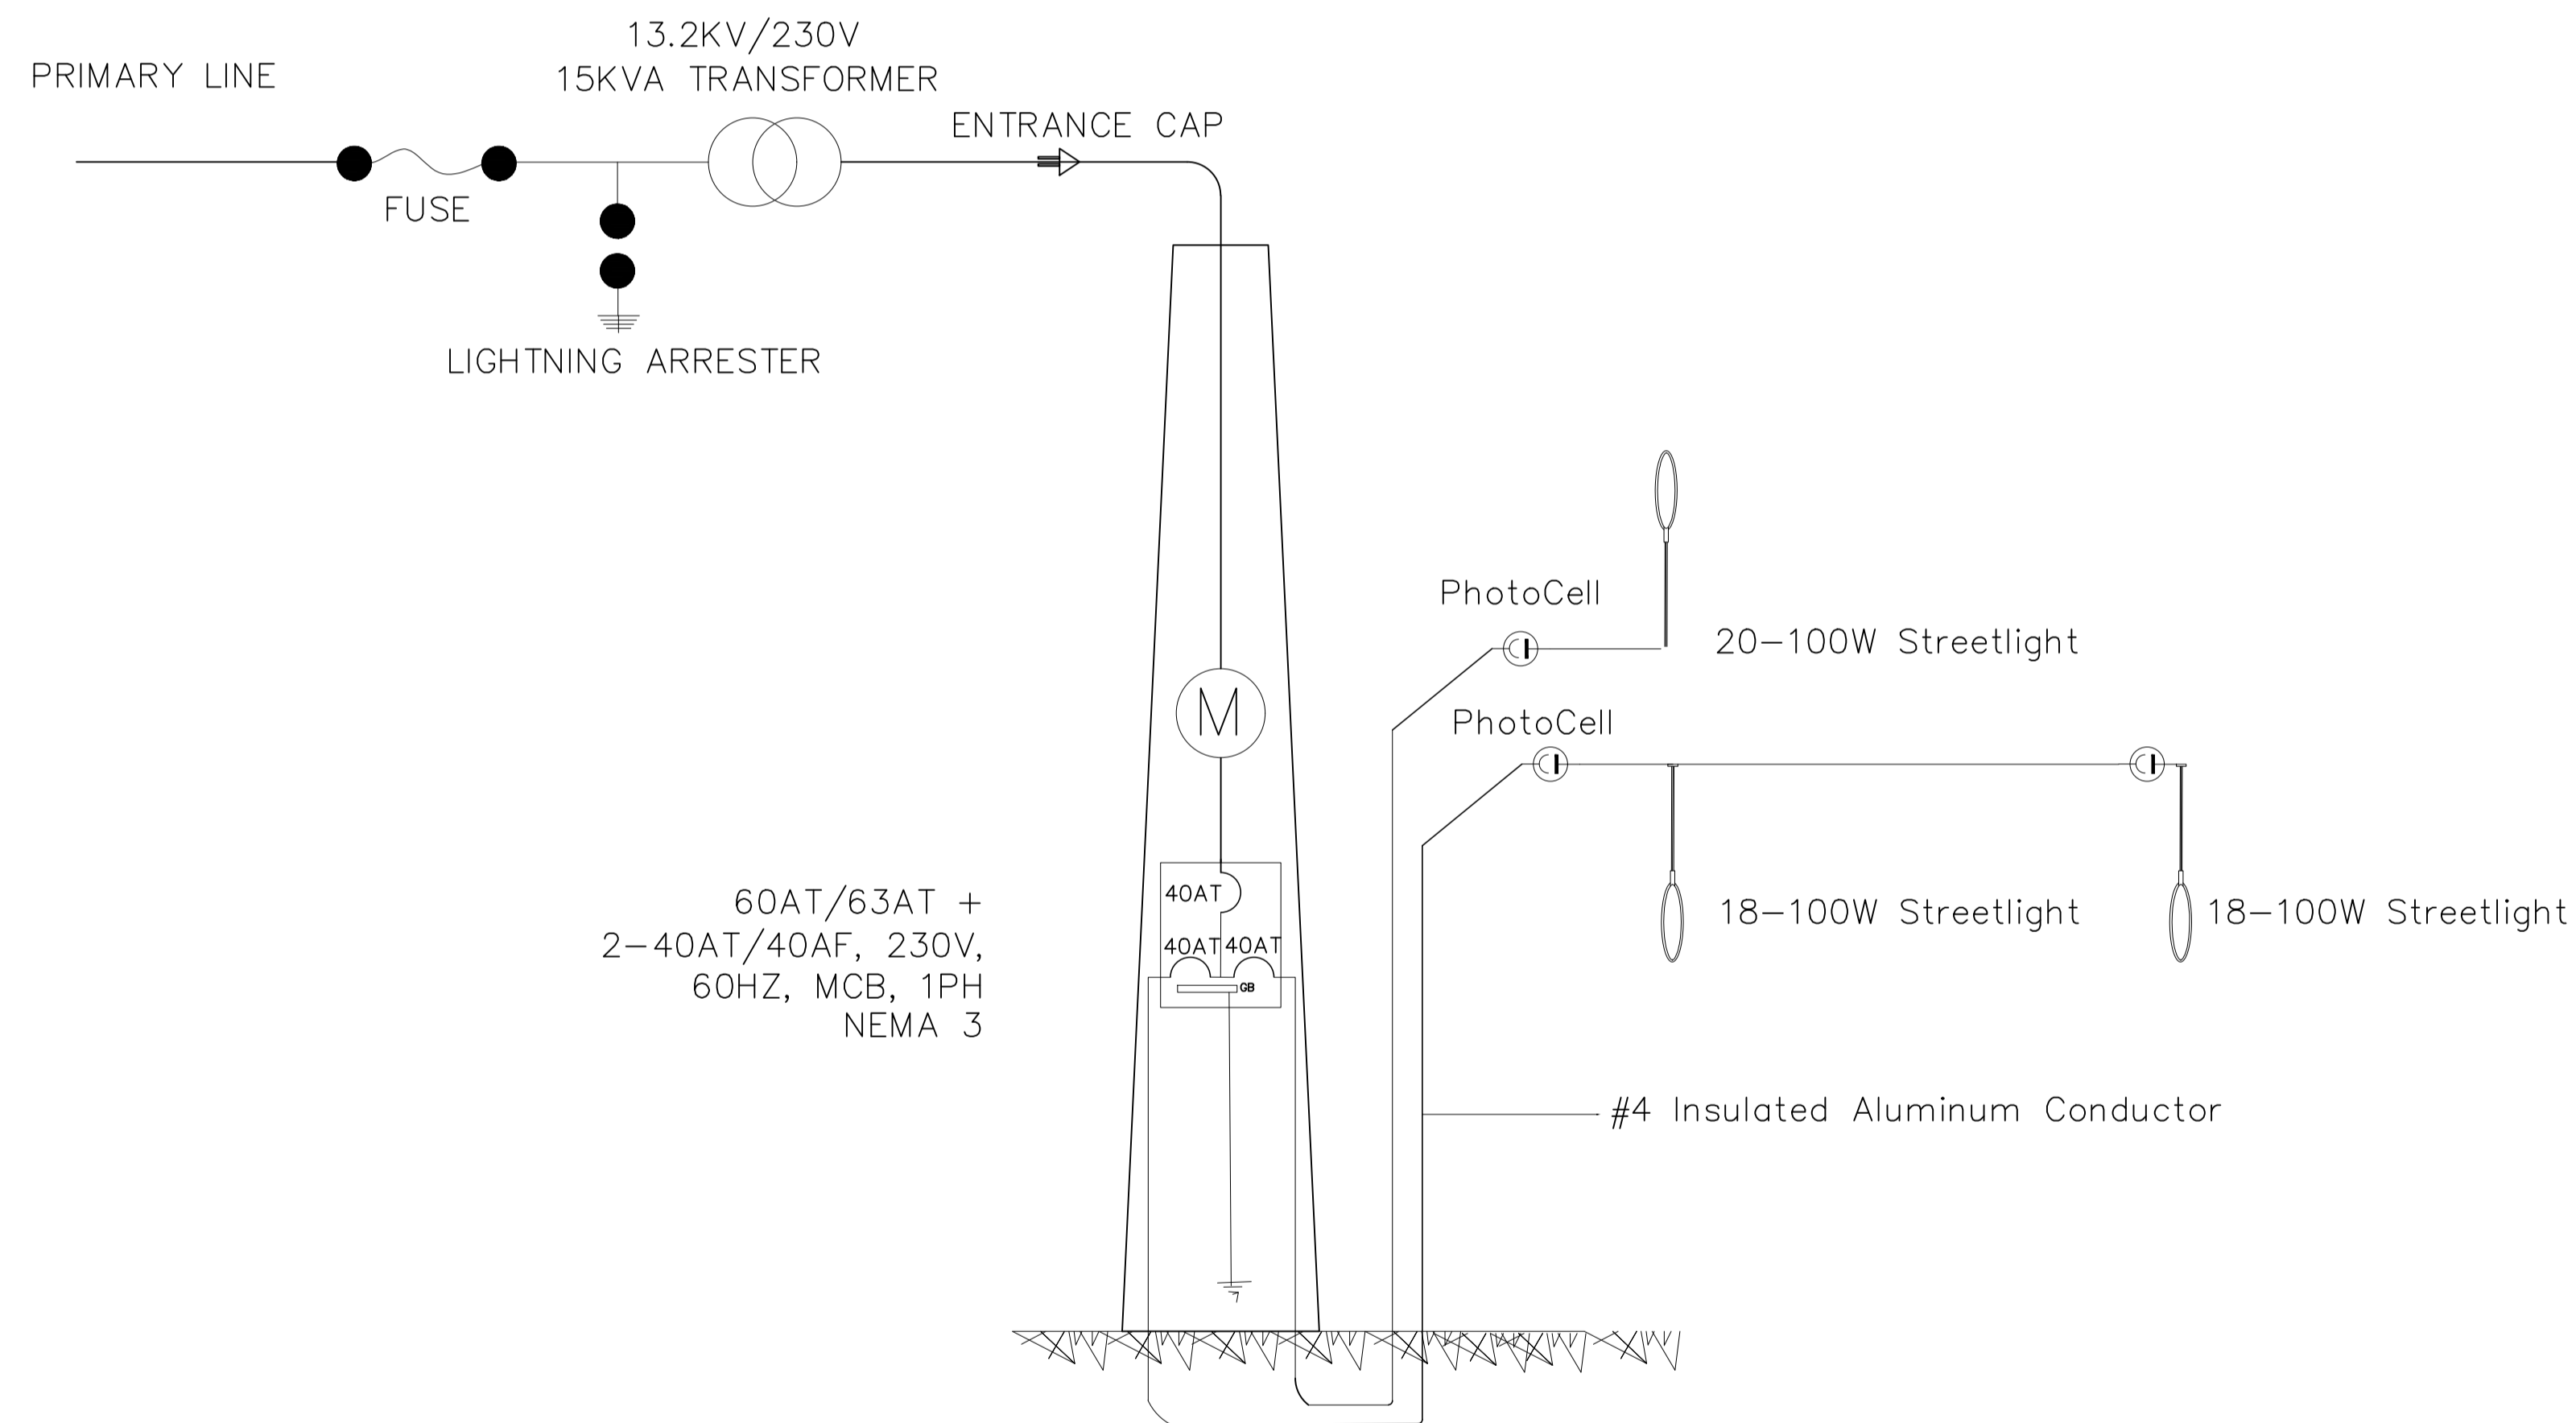 13.2KV/230V
PRIMARY LINE
15KVA TRANSFORMER
ENTRANCE CAP
FUSE
LIGHTNING ARRESTER
PhotoCell
20-100W Streetlight
M
PhotoCell
60AT/63AT +
2-40AT/40AF, 230V,
60HZ, MCB, 1PH
NEMA 3
40AT
40AT 40AT
GB
18-100W Streetlight
18-100W Streetlight
#4 Insulated Aluminum Conductor